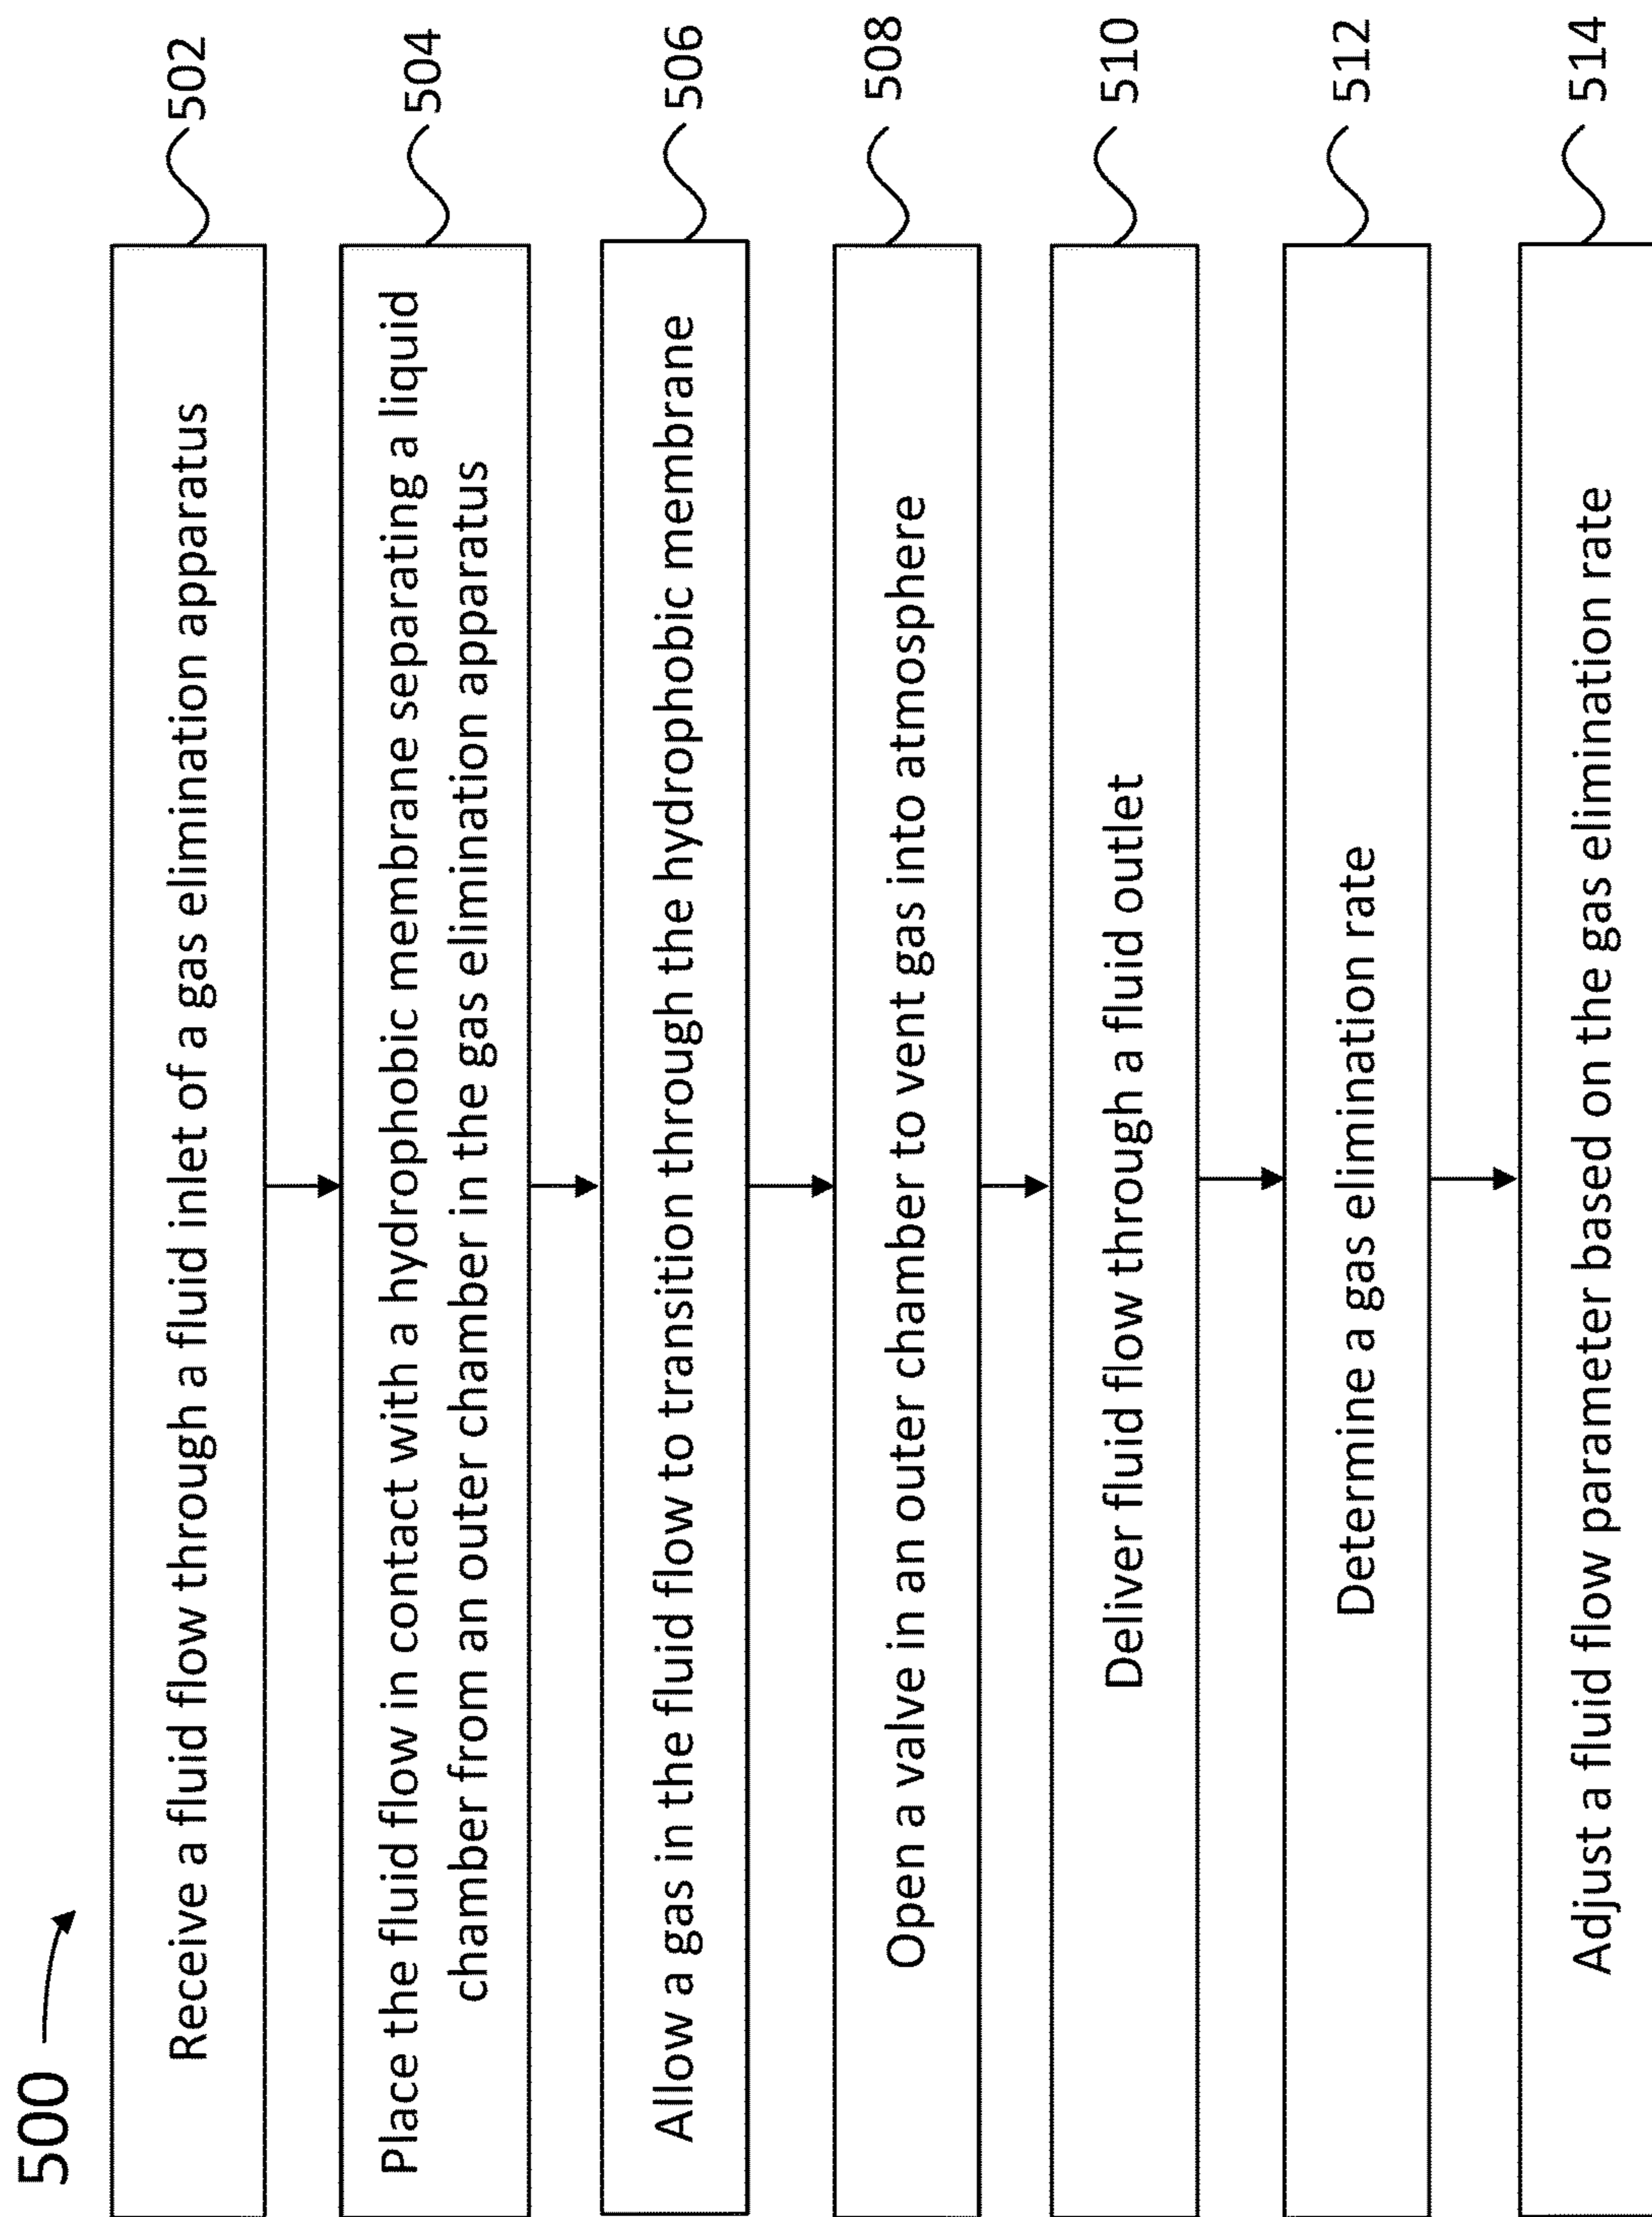 500
Receive a fluid flow through a fluid inlet of a gas elimination apparatus
502
Place the fluid flow in contact with a hydrophobic membrane separating a liquid
chamber from an outer chamber in the gas elimination apparatus
504
Allow a gas in the fluid flow to transition through the hydrophobic membrane
506
Open a valve in an outer chamber to vent gas into atmosphere
508
Deliver fluid flow through a fluid outlet
510
Determine a gas elimination rate
512
Adjust a fluid flow parameter based on the gas elimination rate
514